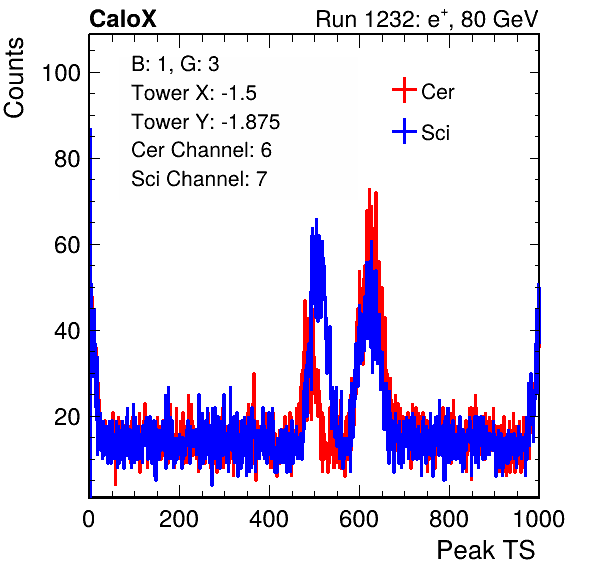 CaloX Run 1232: e+, 80 GeV
Counts
B: 1, G: 3
Tower X: -1.5
Tower Y: -1.875
Cer Channel: 6
Sci Channel: 7
Cer
Sci
100
80
60
40
20
0 200 400 600 800 1000
Peak TS